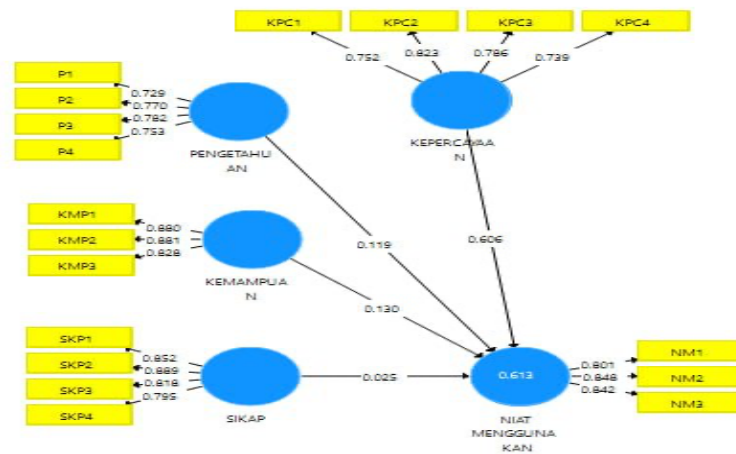 KPC1
KPC2
KPC3
KPC4
0.752
0.823
0.786
0.739
P1
P2
P3
P4
0.729
0.770
0.782
0.753
PENGETAHU
AN
KEPERCAYAA
N
KMP1
KMP2
KMP3
0.880
0.881
0.828
KEMAMPUA
N
0.119
0.606
0.130
SKP1
SKP2
SKP3
SKP4
0.852
0.889
0.818
0.795
SIKAP
0.025
0.613
NIAT
MENGGUNA
KAN
0.801
0.848
0.842
NM1
NM2
NM3